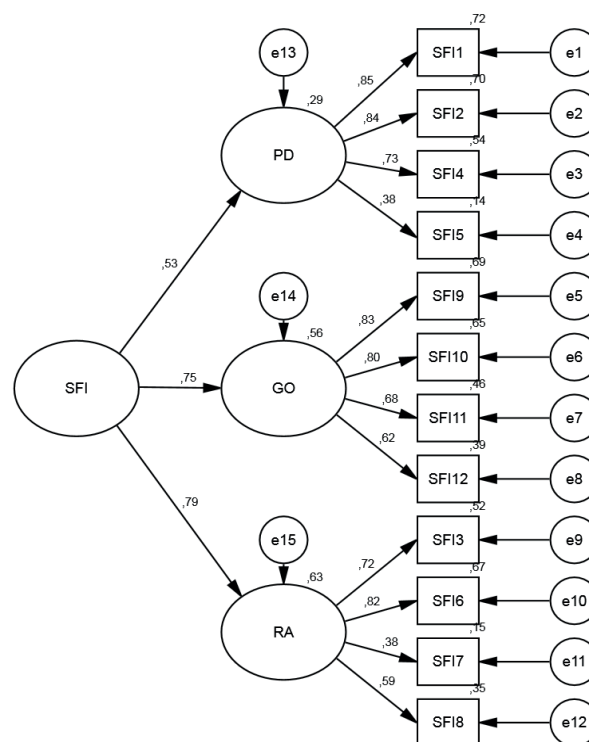 ,72
e13
SFI1
e1
,85
,70
,29
,84
SFI2
e2
PD
,54
,73
SFI4
e3
,38
,14
SFI5
e4
,53
,69
e14
SFI9
e5
,83
,65
,56
,80
SFI10
e6
,75
,46
SFI
GO
,68
SFI11
e7
,62
,39
SFI12
e8
,79
,52
e15
SFI3
e9
,72
,67
,63
,82
SFI6
e10
RA
,15
,38
SFI7
e11
,59
,35
SFI8
e12